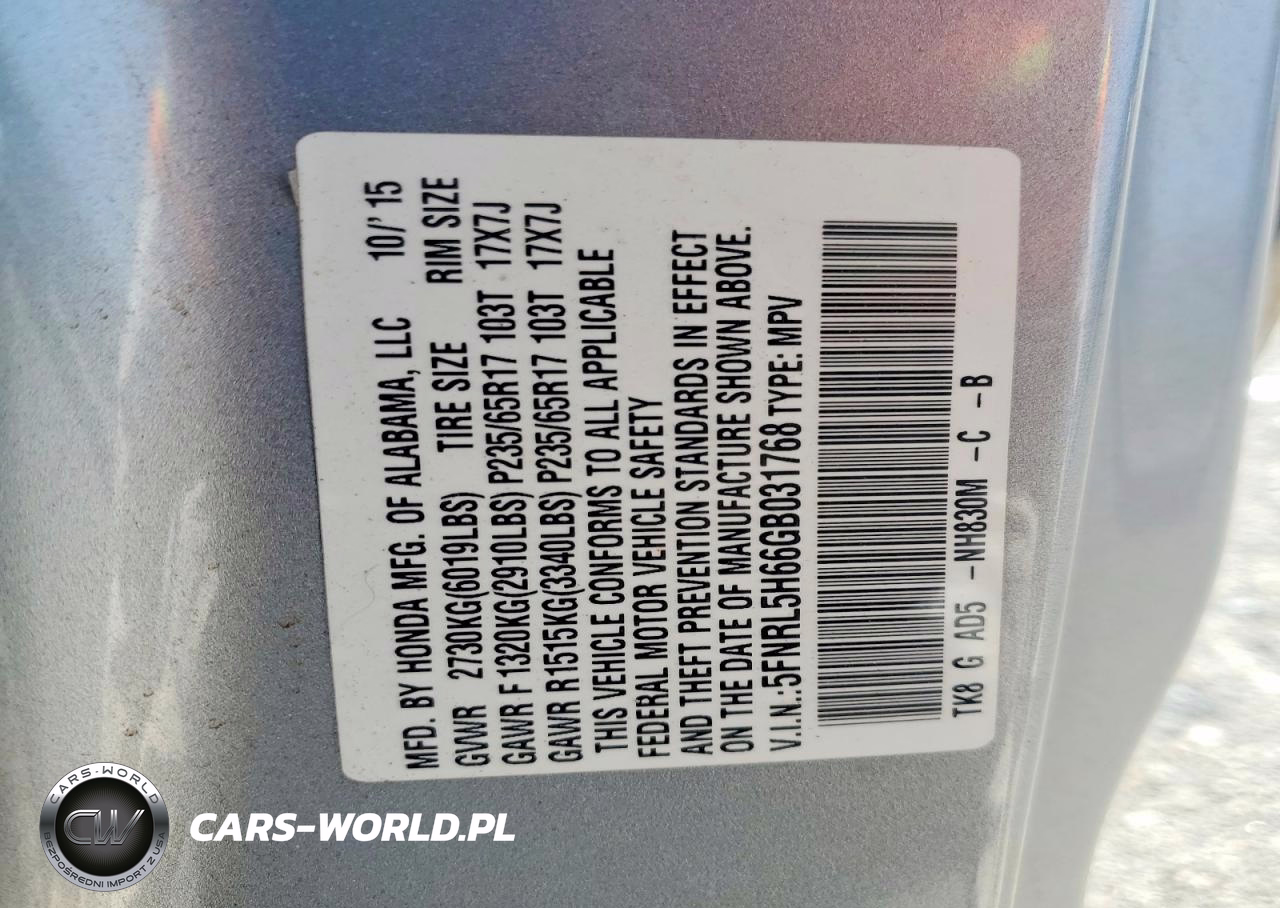 MFD. BY HONDA MFG. OF ALABAMA, LLC 10/'15
GVWR 2730KG(6019LBS) TIRE SIZE RIM SIZE
GAWR F 1320KG(2910LBS) P235/65R17 103T 17X7J
GAWR R 1515KG(3340LBS) P235/65R17 103T 17X7J
THIS VEHICLE CONFORMS TO ALL APPLICABLE
FEDERAL MOTOR VEHICLE SAFETY
AND THEFT PREVENTION STANDARDS IN EFFECT
ON THE DATE OF MANUFACTURE SHOWN ABOVE.
V.I.N.:5FNRL5H66GB031768 TYPE: MPV
TK8 G AD5 -NH830M -C -B
CARS-WORLD
CW
BEZPOŚREDNI IMPORT Z USA
CARS-WORLD.PL